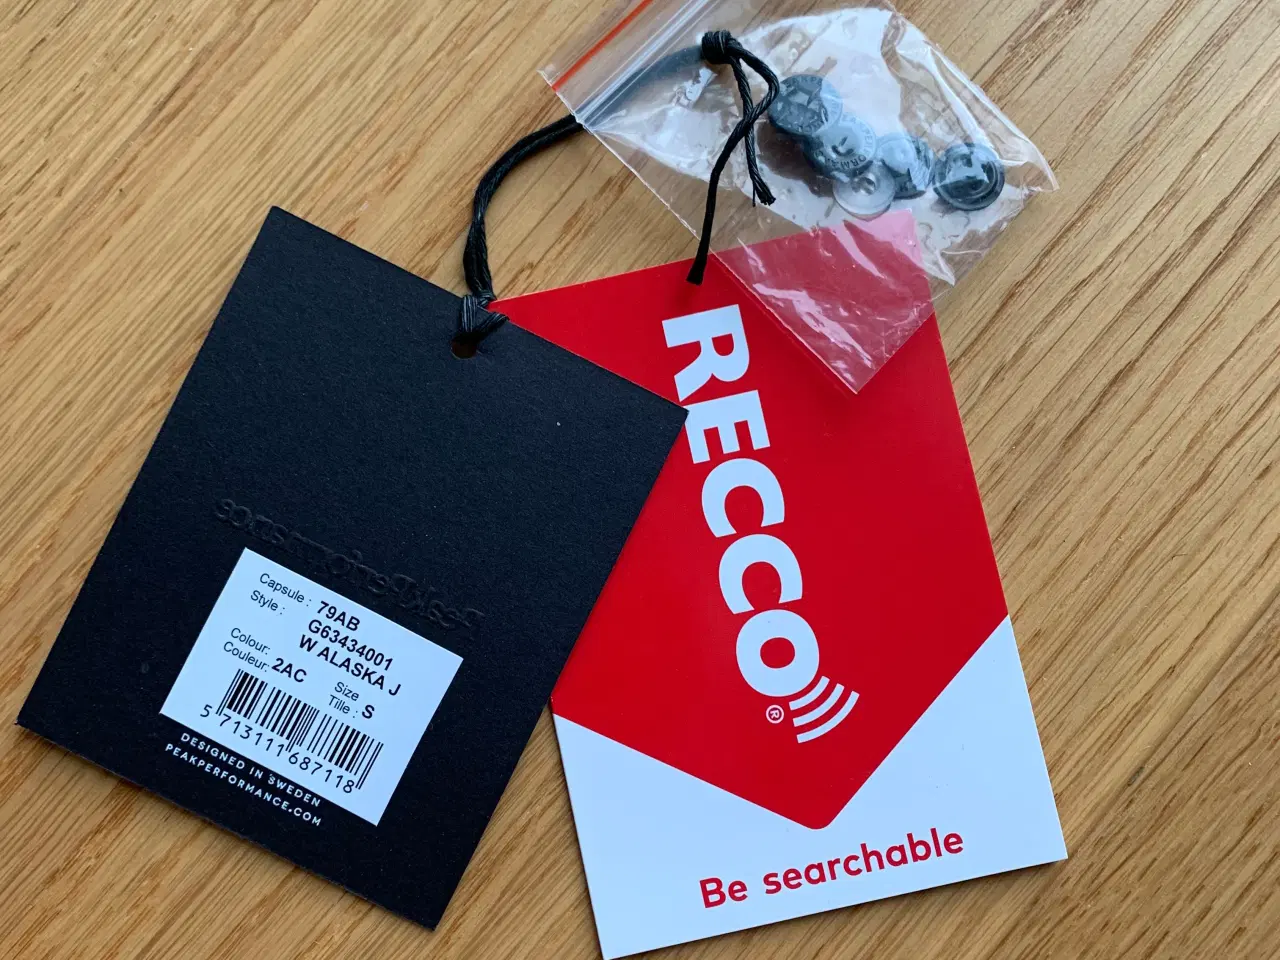 PeakPerformance
Capsule : 79AB
Style : G63434001
W ALASKA J
Colour:
Couleur: 2AC
Size
Tille : S
5 713111 687118
DESIGNED IN SWEDEN
PEAKPERFORMANCE.COM
RECCO®
Be searchable